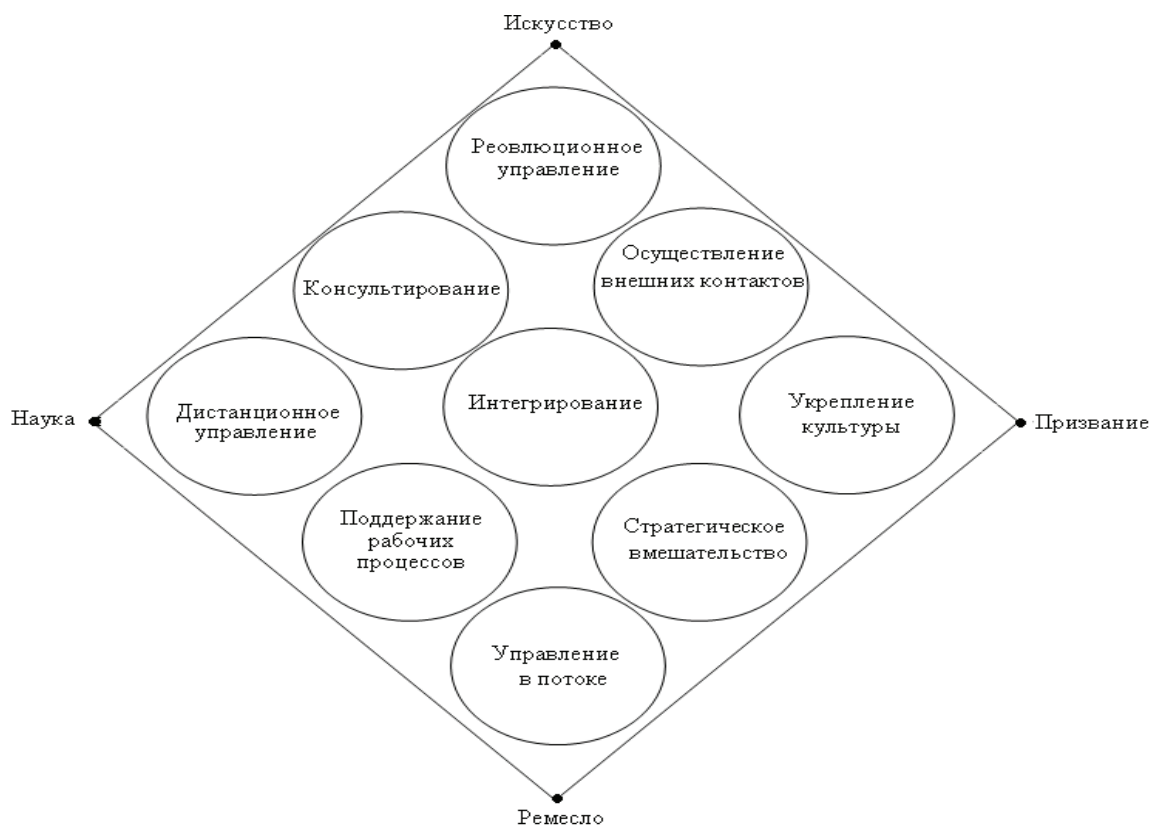 Искусство
Реовлюционное
управление
Осуществление
внешних контактов
Консультирование
Интегрирование
Укрепление
культуры
Наука
Дистанционное
управление
Призвание
Поддержание
рабочих
процессов
Стратегическое
вмешательство
Управление
в потоке
Ремесло